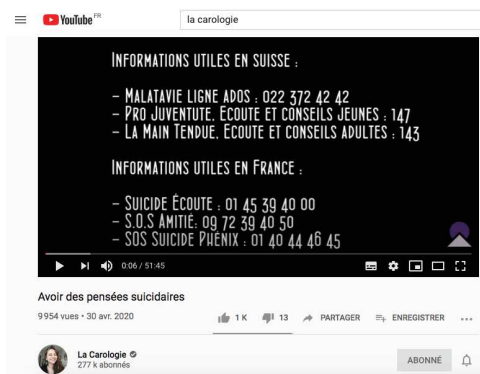 YouTube FR
la carologie
INFORMATIONS UTILES EN SUISSE :
– MALATAVIE LIGNE ADOS : 022 372 42 42
– PRO JUVENTUTE. ECOUTE ET CONSEILS JEUNES : 147
– LA MAIN TENDUE. ECOUTE ET CONSEILS ADULTES : 143
INFORMATIONS UTILES EN FRANCE :
– SUICIDE ÉCOUTE : 01 45 39 40 00
– S.O.S AMITIÉ: 09 72 39 40 50
– SOS SUICIDE PHÉNIX : 01 40 44 46 45
0:06 / 51:45
Avoir des pensées suicidaires
9 954 vues • 30 avr. 2020 1 K 13 PARTAGER ENREGISTRER
La Carologie
277 k abonnés
ABONNÉ